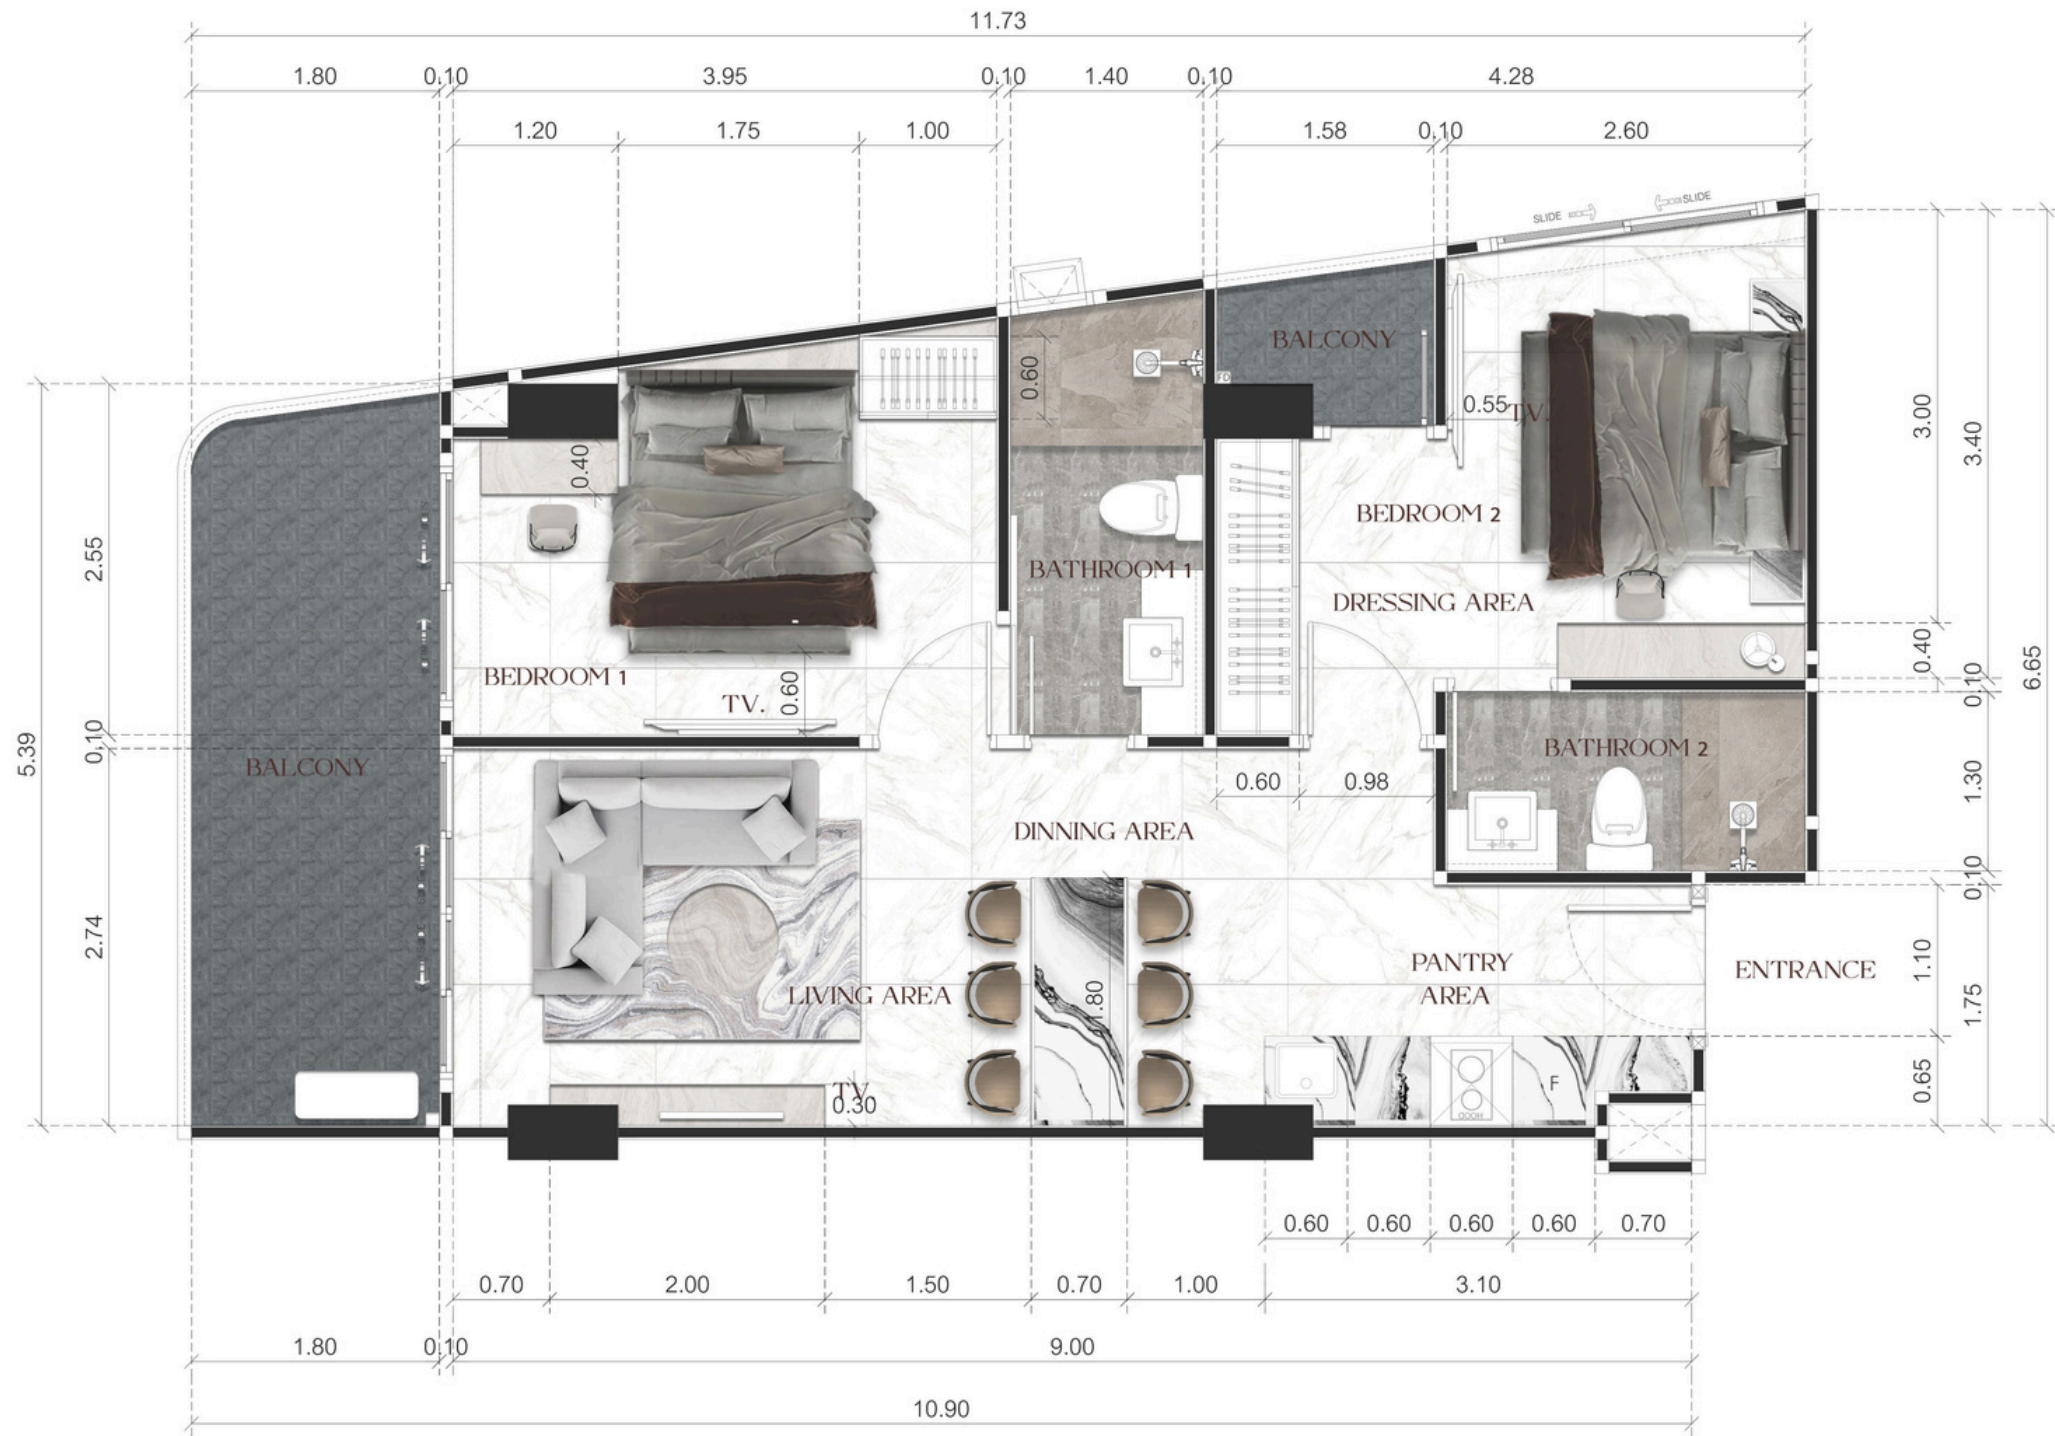 11.73
1.80 0.10 3.95 0.10 1.40 0.10 4.28
1.20 1.75 1.00 1.58 0.10 2.60
SLIDE SLIDE
BALCONY
FD
0.60
0.55 TV.
3.00
3.40
0.40
BEDROOM 2
2.55
BATHROOM 1
DRESSING AREA
BEDROOM 1
TV.
0.60
0.40
0.10
6.65
5.39
0.10
BALCONY
BATHROOM 2
0.60 0.98
1.30
DINNING AREA
0.10
2.74
LIVING AREA
1.80
PANTRY
AREA
ENTRANCE
1.10
1.75
TV.
0.30
HOOD
F
0.65
0.60 0.60 0.60 0.60 0.70
0.70 2.00 1.50 0.70 1.00 3.10
1.80 0.10 9.00
10.90